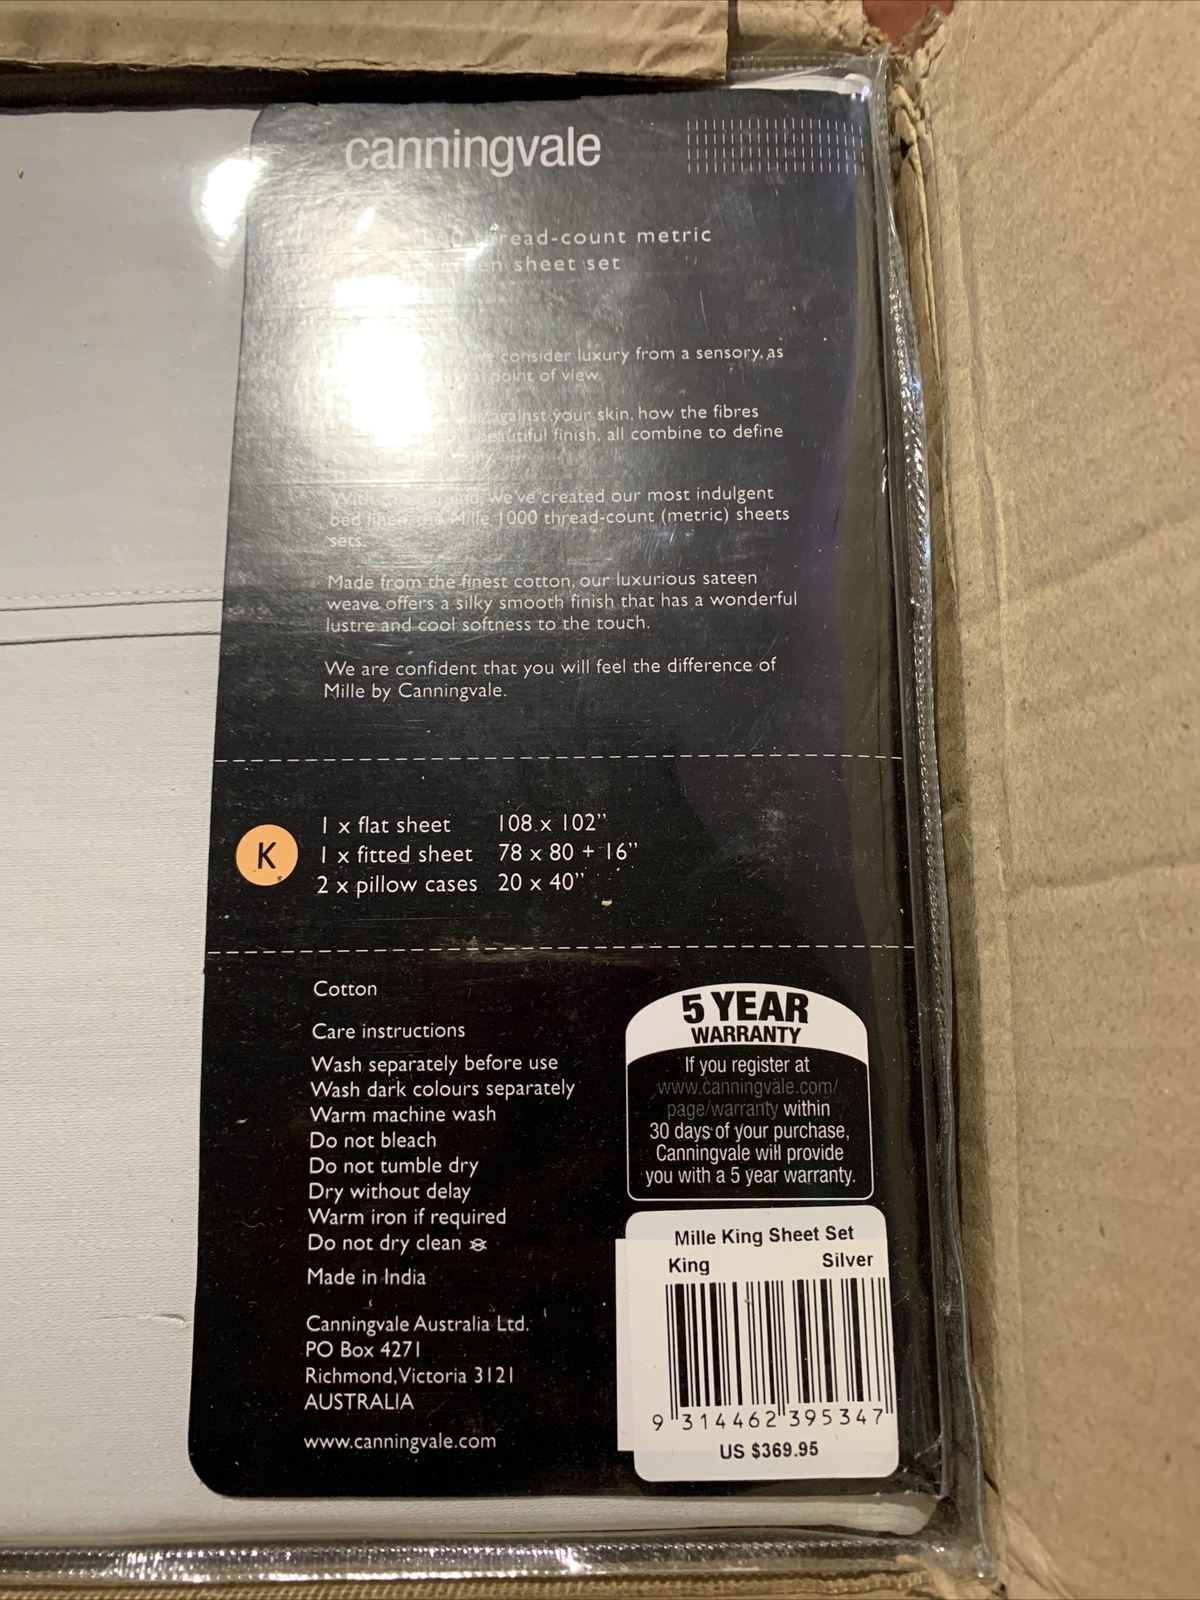 canningvale
thread-count metric
sheet set
we consider luxury from a sensory, as
point of view.
against your skin, how the fibres
beautiful finish, all combine to define
With we've created our most indulgent
bed linen, the Mille 1000 thread-count (metric) sheets
sets.
Made from the finest cotton, our luxurious sateen
weave offers a silky smooth finish that has a wonderful
lustre and cool softness to the touch.
We are confident that you will feel the difference of
Mille by Canningvale.
K
1 x flat sheet 108 x 102”
1 x fitted sheet 78 x 80 + 16”
2 x pillow cases 20 x 40”
Cotton
Care instructions
Wash separately before use
Wash dark colours separately
Warm machine wash
Do not bleach
Do not tumble dry
Dry without delay
Warm iron if required
Do not dry clean
Made in India
Canningvale Australia Ltd.
PO Box 4271
Richmond, Victoria 3121
AUSTRALIA
www.canningvale.com
5 YEAR
WARRANTY
If you register at
www.canningvale.com/
page/warranty within
30 days of your purchase,
Canningvale will provide
you with a 5 year warranty.
Mille King Sheet Set
King Silver
9 314462 395347
US $369.95